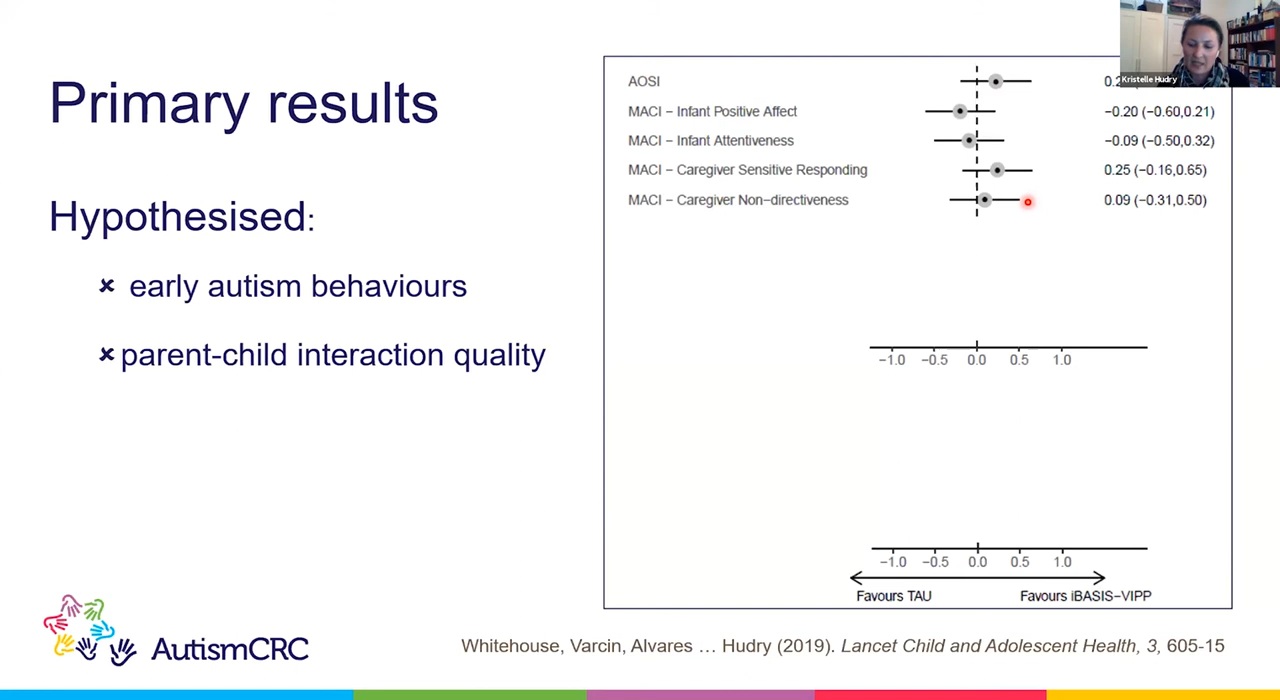 Primary results
Hypothesised:
× early autism behaviours
× parent-child interaction quality
AOSI
MACI – Infant Positive Affect −0.20 (−0.60,0.21)
MACI – Infant Attentiveness −0.09 (−0.50,0.32)
MACI – Caregiver Sensitive Responding 0.25 (−0.16,0.65)
MACI – Caregiver Non−directiveness 0.09 (−0.31,0.50)
−1.0 −0.5 0.0 0.5 1.0
−1.0 −0.5 0.0 0.5 1.0
Favours TAU Favours iBASIS−VIPP
Kristelle Hudry
AutismCRC
Whitehouse, Varcin, Alvares … Hudry (2019). Lancet Child and Adolescent Health, 3, 605-15